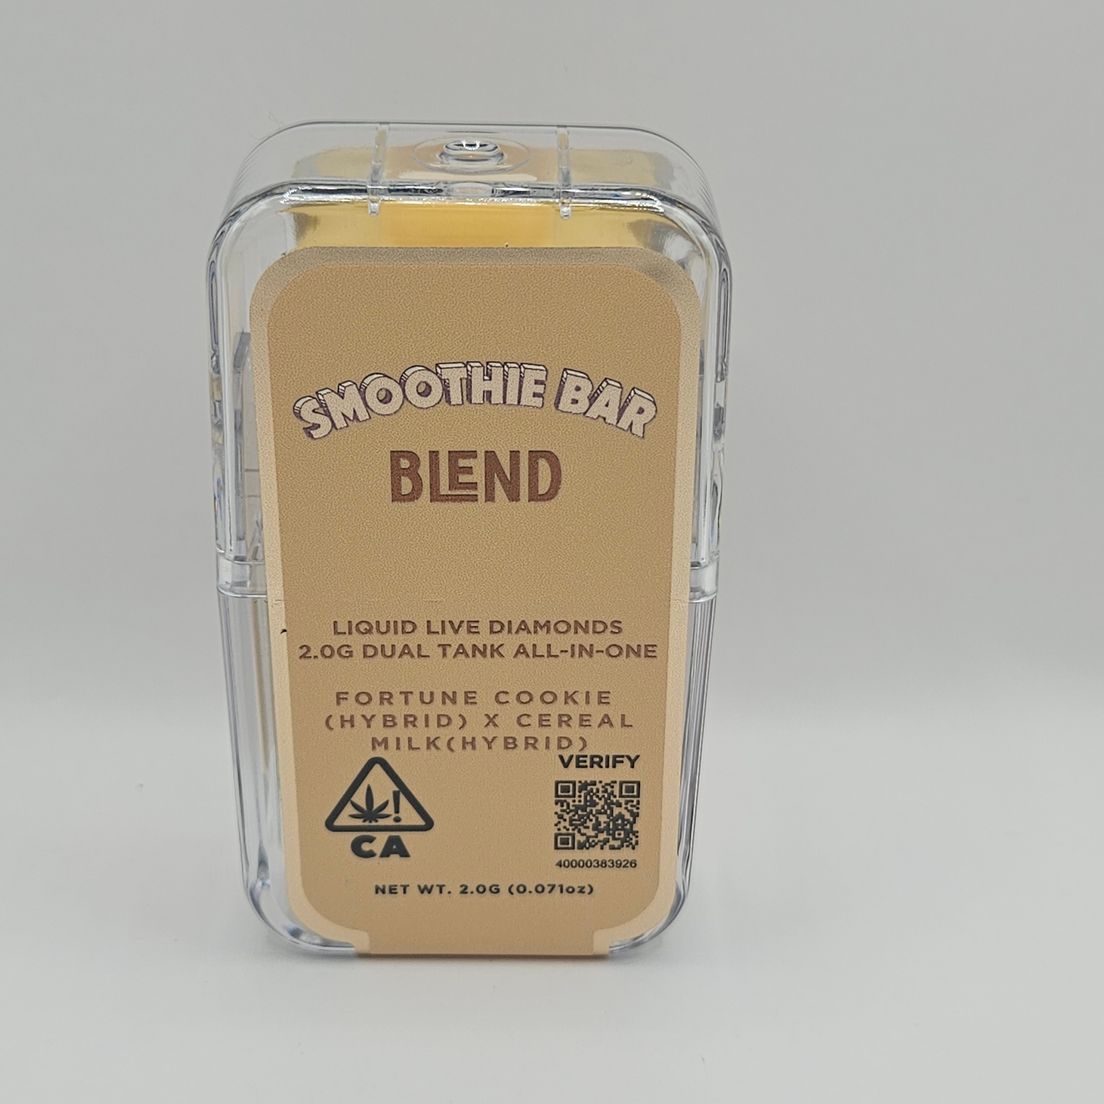 SMOOTHIE BAR
BLEND
LIQUID LIVE DIAMONDS
2.0G DUAL TANK ALL-IN-ONE
FORTUNE COOKIE
(HYBRID) X CEREAL
MILK(HYBRID)
VERIFY
!
CA
40000383926
NET WT. 2.0G (0.071oz)